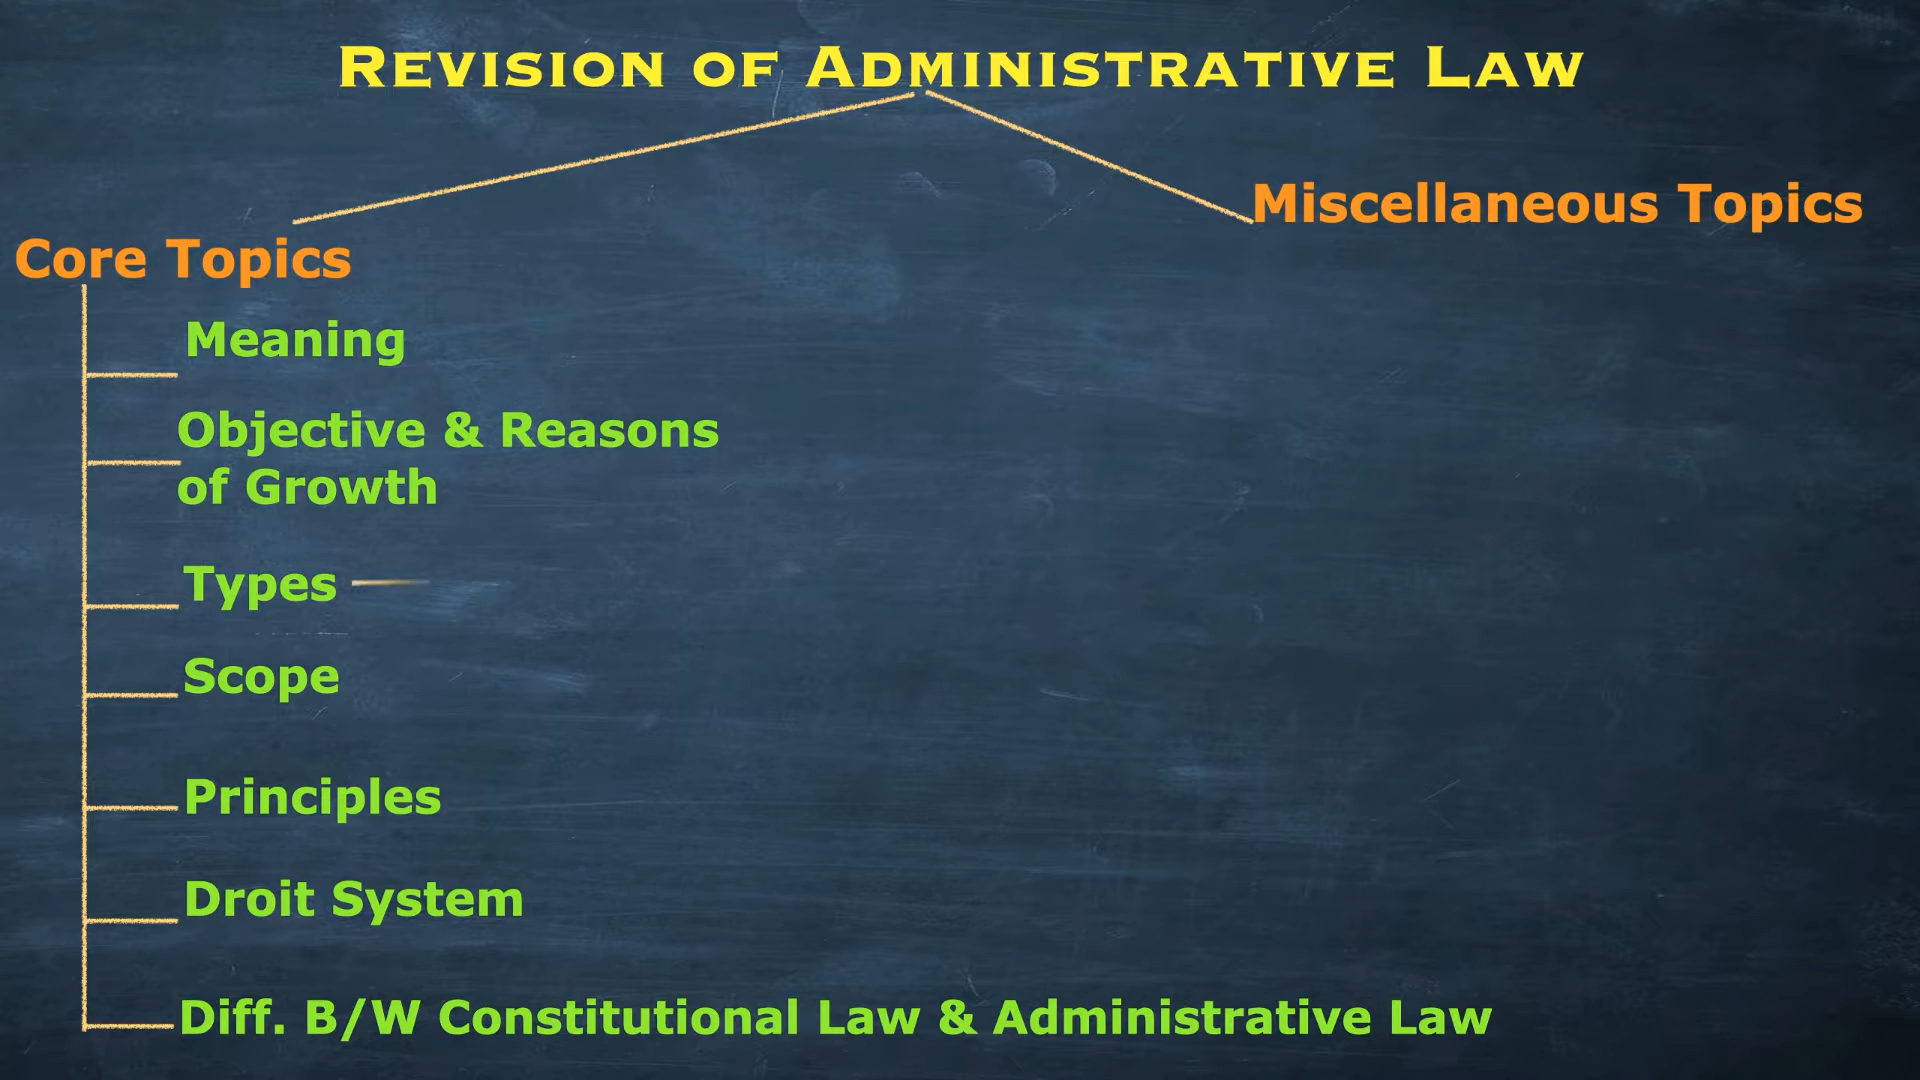 Revision of Administrative Law
Miscellaneous Topics
Core Topics
Meaning
Objective & Reasons
of Growth
Types
Scope
Principles
Droit System
Diff. B/W Constitutional Law & Administrative Law